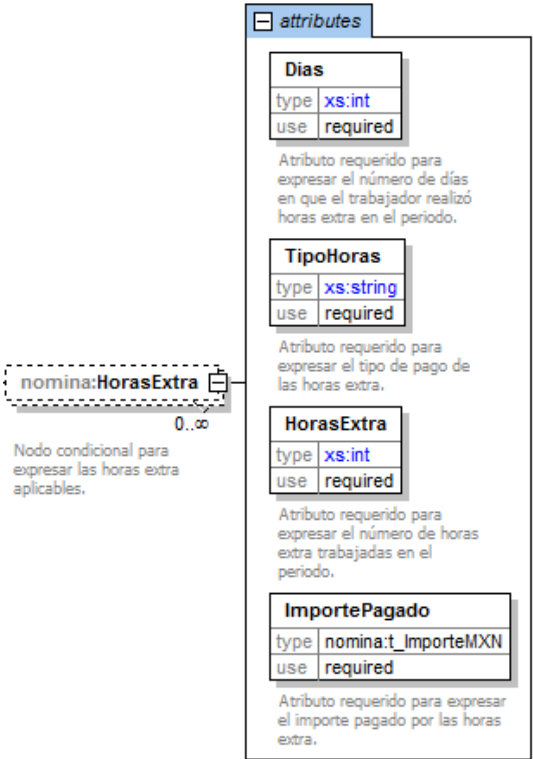 attributes
Dias
type xs:int
use required
Atributo requerido para
expresar el número de días
en que el trabajador realizó
horas extra en el periodo.
TipoHoras
type xs:string
use required
Atributo requerido para
expresar el tipo de pago de
las horas extra.
nomina:HorasExtra
0..∞
Nodo condicional para
expresar las horas extra
aplicables.
HorasExtra
type xs:int
use required
Atributo requerido para
expresar el número de horas
extra trabajadas en el
periodo.
ImportePagado
type nomina:t_ImporteMXN
use required
Atributo requerido para expresar
el importe pagado por las horas
extra.